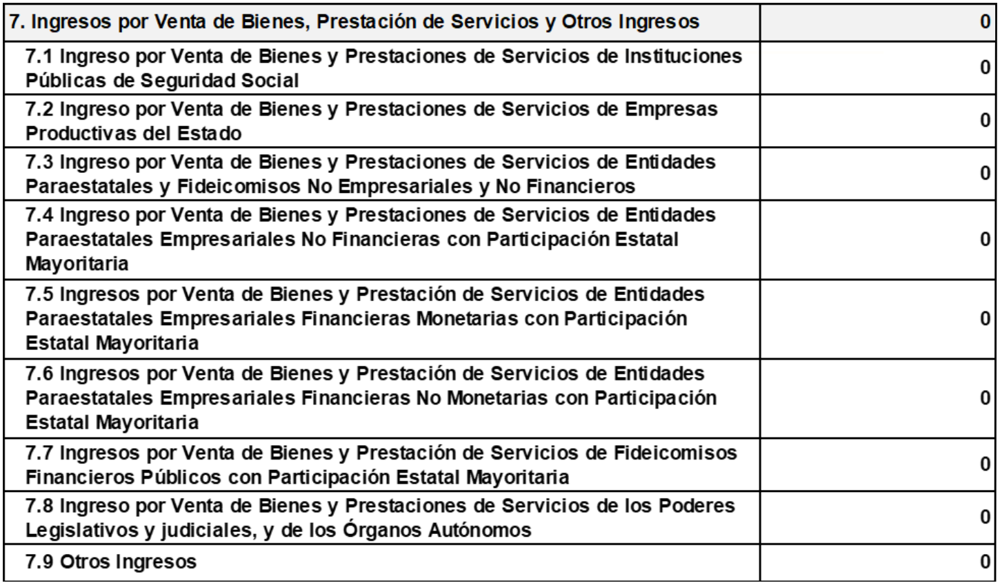 7. Ingresos por Venta de Bienes, Prestación de Servicios y Otros Ingresos 0
7.1 Ingreso por Venta de Bienes y Prestaciones de Servicios de Instituciones
Públicas de Seguridad Social 0
7.2 Ingreso por Venta de Bienes y Prestaciones de Servicios de Empresas
Productivas del Estado 0
7.3 Ingreso por Venta de Bienes y Prestaciones de Servicios de Entidades
Paraestatales y Fideicomisos No Empresariales y No Financieros 0
7.4 Ingreso por Venta de Bienes y Prestaciones de Servicios de Entidades
Paraestatales Empresariales No Financieras con Participación Estatal 0
Mayoritaria
7.5 Ingresos por Venta de Bienes y Prestación de Servicios de Entidades
Paraestatales Empresariales Financieras Monetarias con Participación 0
Estatal Mayoritaria
7.6 Ingresos por Venta de Bienes y Prestación de Servicios de Entidades
Paraestatales Empresariales Financieras No Monetarias con Participación 0
Estatal Mayoritaria
7.7 Ingresos por Venta de Bienes y Prestación de Servicios de Fideicomisos
Financieros Públicos con Participación Estatal Mayoritaria 0
7.8 Ingreso por Venta de Bienes y Prestaciones de Servicios de los Poderes
Legislativos y judiciales, y de los Órganos Autónomos 0
7.9 Otros Ingresos 0